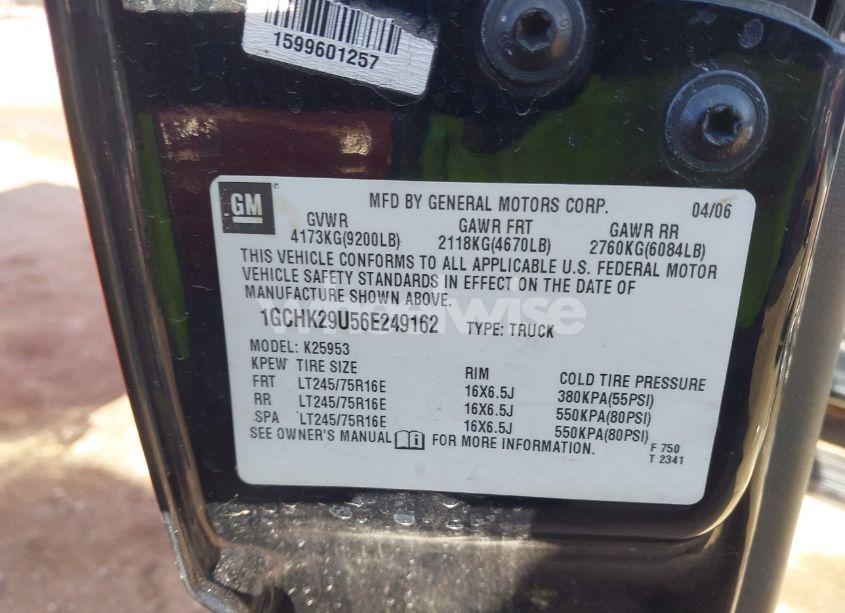 1599601257
GM
MFD BY GENERAL MOTORS CORP. 04/06
GVWR GAWR FRT GAWR RR
4173KG(9200LB) 2118KG(4670LB) 2760KG(6084LB)
THIS VEHICLE CONFORMS TO ALL APPLICABLE U.S. FEDERAL MOTOR
VEHICLE SAFETY STANDARDS IN EFFECT ON THE DATE OF
MANUFACTURE SHOWN ABOVE.
1GCHK29U56E249162 TYPE: TRUCK
MODEL: K25953
KPEW TIRE SIZE RIM COLD TIRE PRESSURE
FRT LT245/75R16E 16X6.5J 380KPA(55PSI)
RR LT245/75R16E 16X6.5J 550KPA(80PSI)
SPA LT245/75R16E 16X6.5J 550KPA(80PSI)
SEE OWNER'S MANUAL FOR MORE INFORMATION.
F 750
T 2341